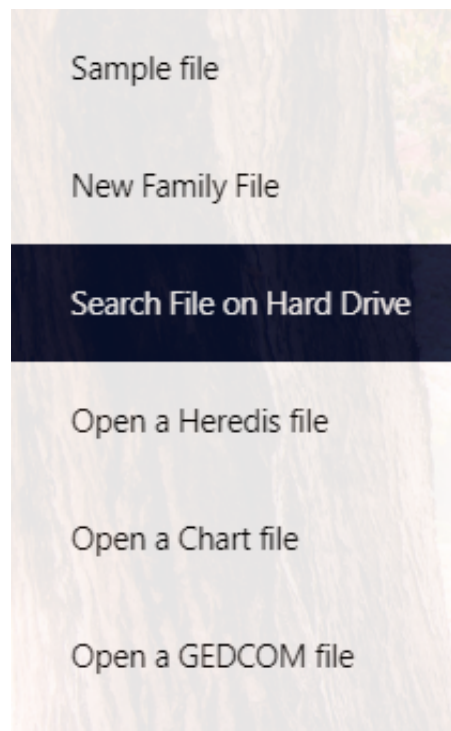 Sample file
New Family File
Search File on Hard Drive
Open a Heredis file
Open a Chart file
Open a GEDCOM file